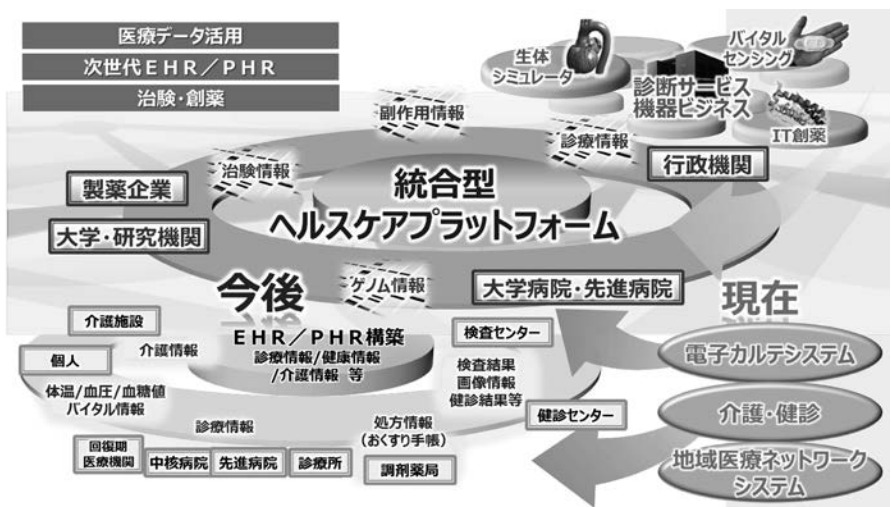 医療データ活用
次世代ＥＨＲ／ＰＨＲ
治験・創薬
生体
シミュレータ
バイタル
センシング
診断サービス
機器ビジネス
IT創薬
副作用情報
診療情報
治験情報
行政機関
製薬企業
大学・研究機関
統合型
ヘルスケアプラットフォーム
ゲノム情報
大学病院・先進病院
今後
現在
介護施設
ＥＨＲ／ＰＨＲ構築
診療情報/健康情報
/介護情報 等
検査センター
個人
介護情報
検査結果
画像情報
健診結果等
体温/血圧/血糖値
バイタル情報
健診センター
診療情報
処方情報
(おくすり手帳)
回復期
医療機関
中核病院
先進病院
診療所
調剤薬局
電子カルテシステム
介護・健診
地域医療ネットワーク
システム